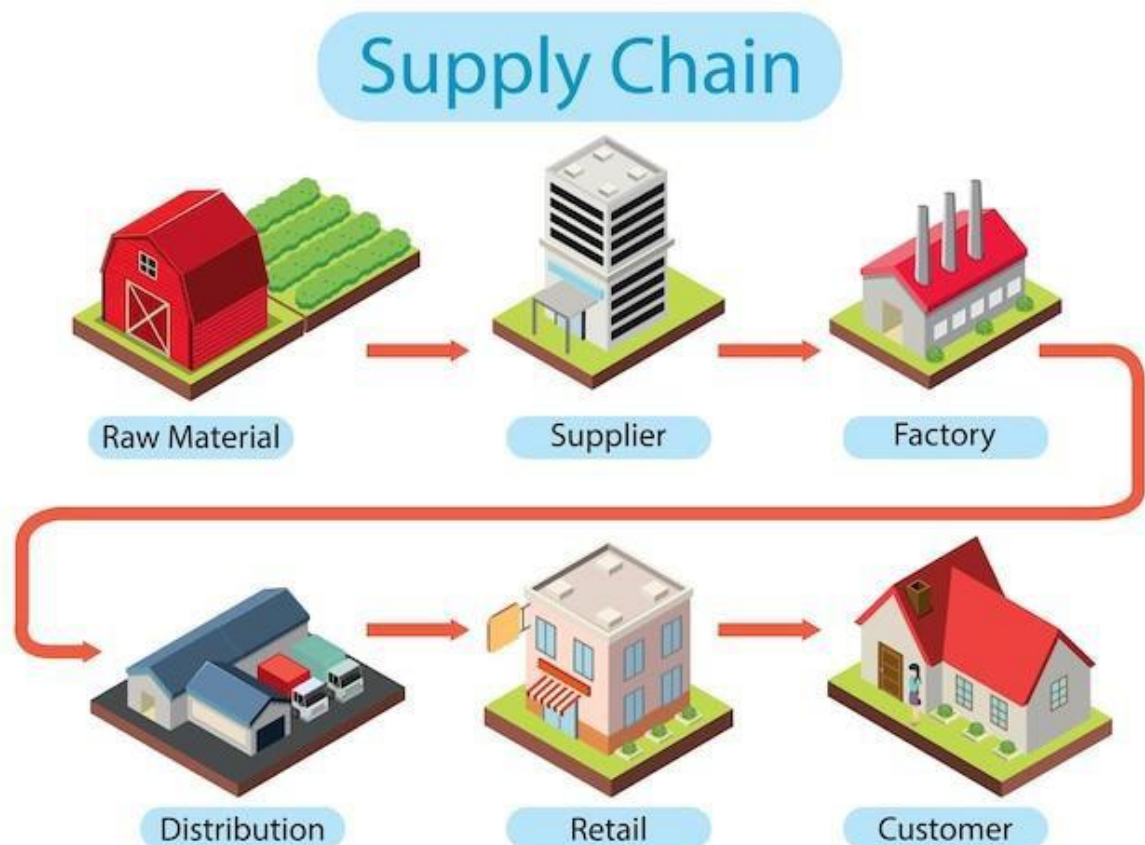 Supply Chain
Raw Material
Supplier
Factory
Distribution
Retail
Customer